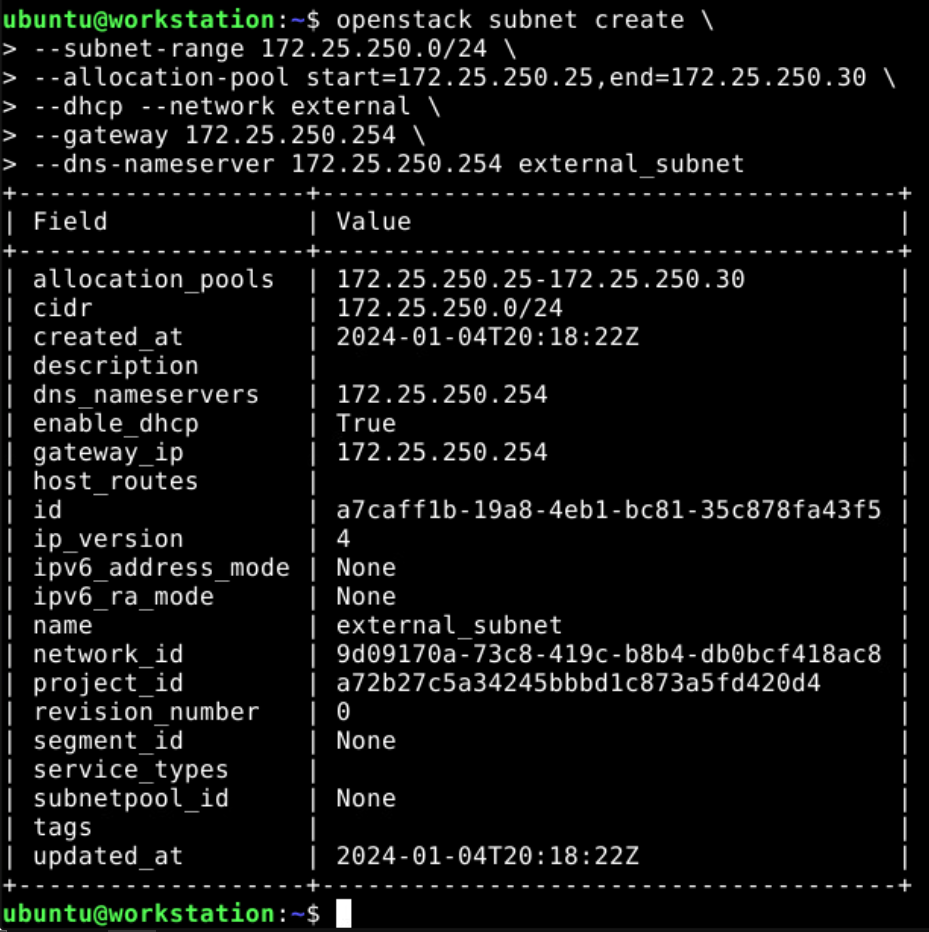 ubuntu@workstation:~$ openstack subnet create \
> --subnet-range 172.25.250.0/24 \
> --allocation-pool start=172.25.250.25,end=172.25.250.30 \
> --dhcp --network external \
> --gateway 172.25.250.254 \
> --dns-nameserver 172.25.250.254 external_subnet
+-------------------+--------------------------------------+
| Field             | Value                                |
+-------------------+--------------------------------------+
| allocation_pools  | 172.25.250.25-172.25.250.30          |
| cidr              | 172.25.250.0/24                      |
| created_at        | 2024-01-04T20:18:22Z                 |
| description       |                                      |
| dns_nameservers   | 172.25.250.254                       |
| enable_dhcp       | True                                 |
| gateway_ip        | 172.25.250.254                       |
| host_routes       |                                      |
| id                | a7caff1b-19a8-4eb1-bc81-35c878fa43f5 |
| ip_version        | 4                                    |
| ipv6_address_mode | None                                 |
| ipv6_ra_mode      | None                                 |
| name              | external_subnet                      |
| network_id        | 9d09170a-73c8-419c-b8b4-db0bcf418ac8 |
| project_id        | a72b27c5a34245bbbd1c873a5fd420d4     |
| revision_number   | 0                                    |
| segment_id        | None                                 |
| service_types     |                                      |
| subnetpool_id     | None                                 |
| tags              |                                      |
| updated_at        | 2024-01-04T20:18:22Z                 |
+-------------------+--------------------------------------+
ubuntu@workstation:~$